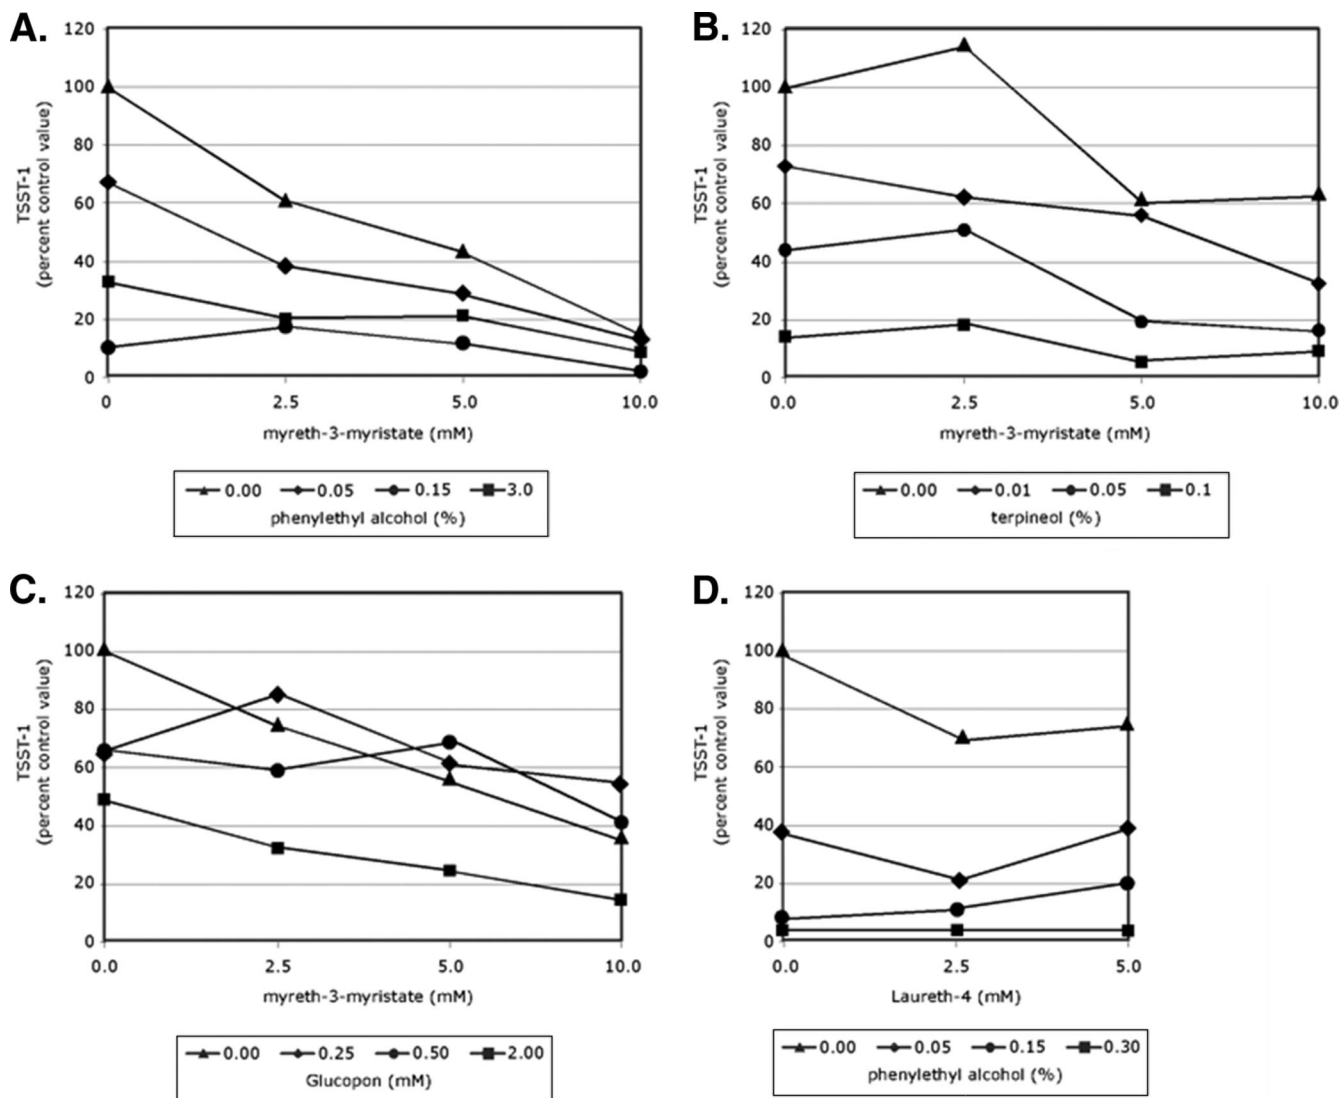 A.
120
100
80
60
40
20
0
TSST-1
(percent control value)
0 2.5 5.0 10.0
myreth-3-myristate (mM)
0.00 0.05 0.15 3.0
phenylethyl alcohol (%)
B.
120
100
80
60
40
20
0
TSST-1
(percent control value)
0.0 2.5 5.0 10.0
myreth-3-myristate (mM)
0.00 0.01 0.05 0.1
terpineol (%)
C.
120
100
80
60
40
20
0
TSST-1
(percent control value)
0.0 2.5 5.0 10.0
myreth-3-myristate (mM)
0.00 0.25 0.50 2.00
Glucopon (mM)
D.
120
100
80
60
40
20
0
TSST-1
(percent control value)
0.0 2.5 5.0
Laureth-4 (mM)
0.00 0.05 0.15 0.30
phenylethyl alcohol (%)